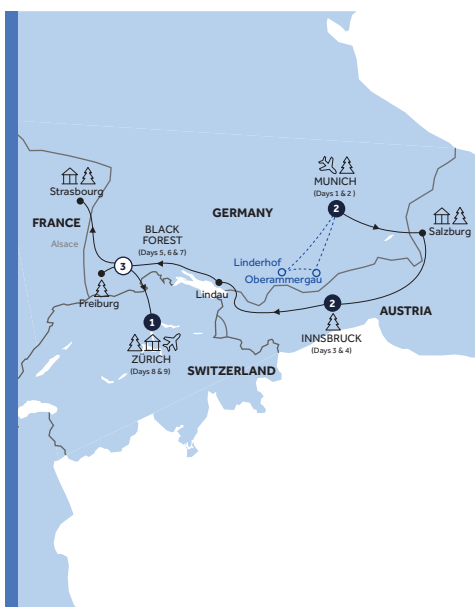 MUNICH
(Days 1 & 2 )
2
Strasbourg
FRANCE
Alsace
GERMANY
BLACK
FOREST
(Days 5, 6 & 7)
3
Salzburg
Linderhof
Oberammergau
Freiburg
Lindau
2
INNSBRUCK
(Days 3 & 4)
AUSTRIA
1
ZÜRICH
(Days 8 & 9)
SWITZERLAND